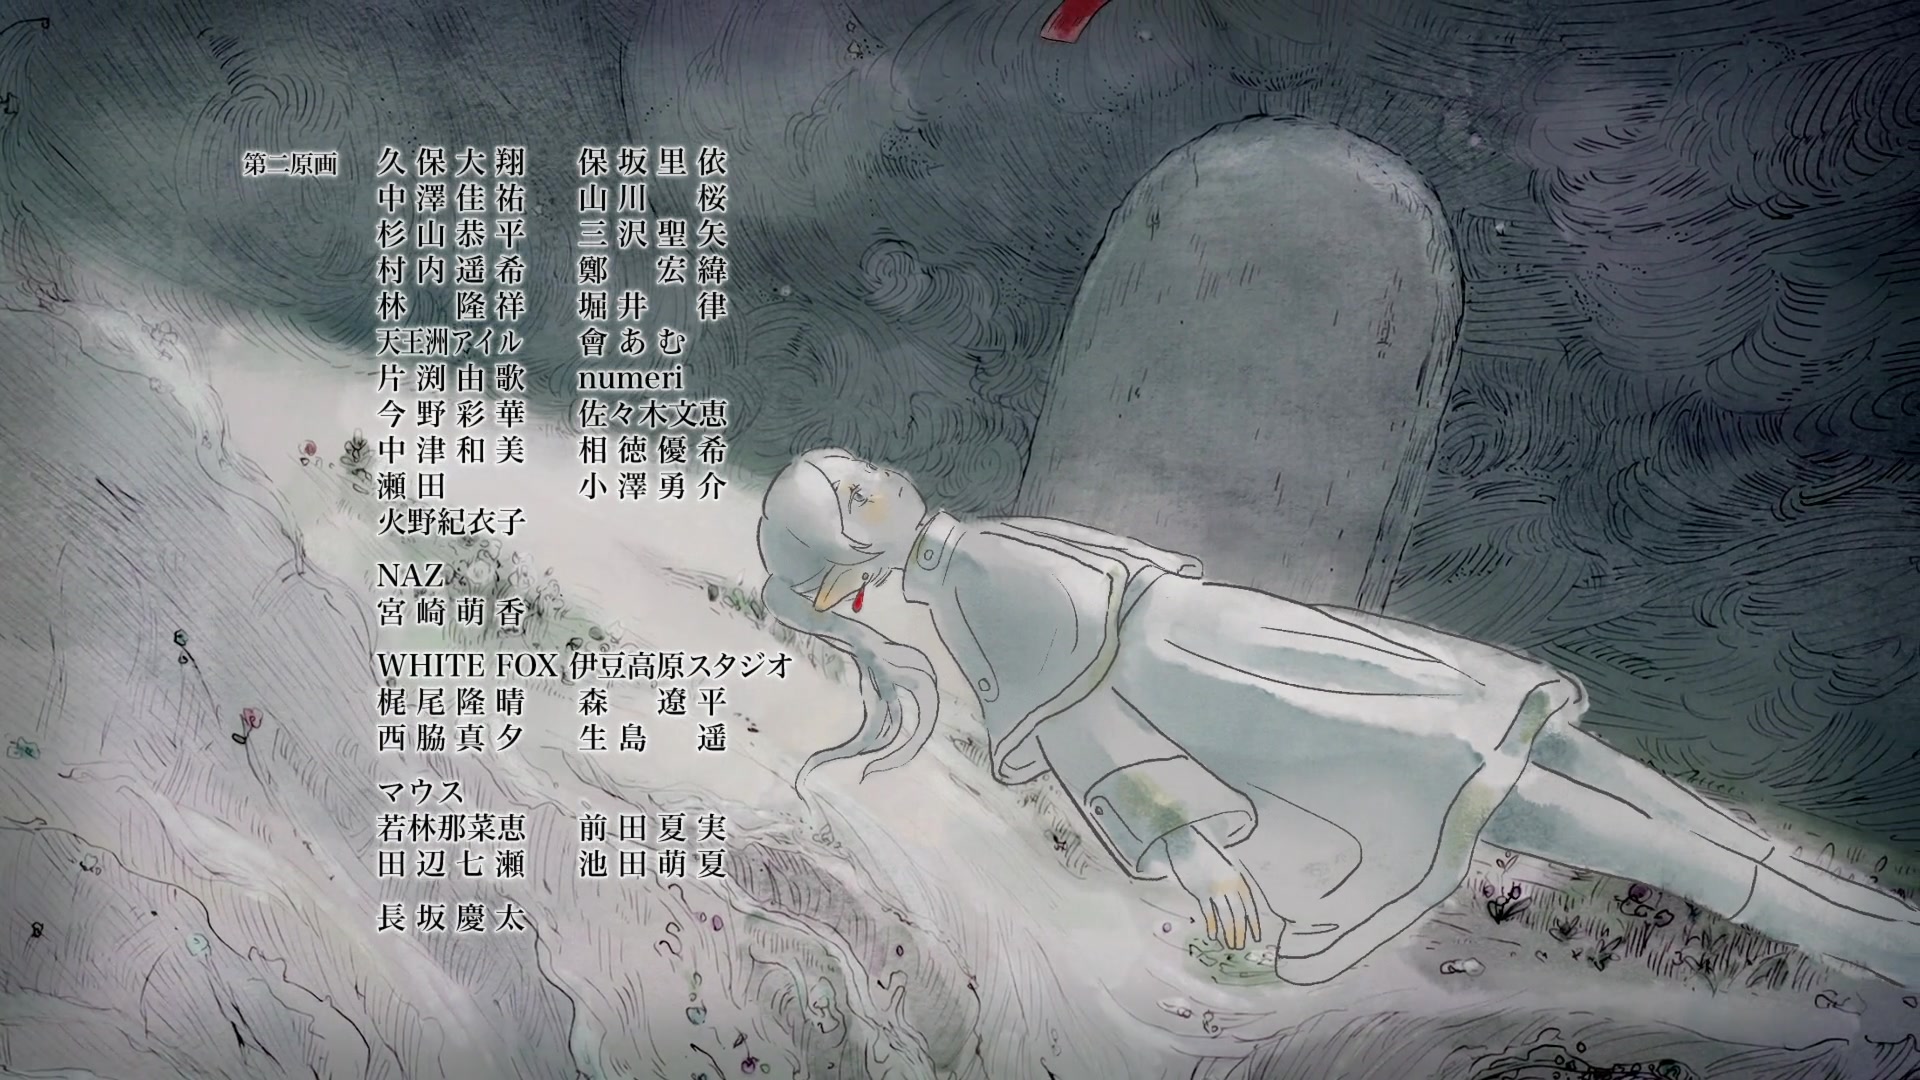 第二原画 久保大翔 保坂里依
中澤佳祐 山川桜
杉山恭平 三沢聖矢
村内遥希 鄭宏緯
林隆祥 堀井律
天王洲アイル 會あむ
片渕由歌 numeri
今野彩華 佐々木文恵
中津和美 相徳優希
瀬田 小澤勇介
火野紀衣子
NAZ
宮崎萌香
WHITE FOX 伊豆高原スタジオ
梶尾隆晴 森遼平
西脇真夕 生島遥
マウス
若林那菜恵 前田夏実
田辺七瀬 池田萌夏
長坂慶太